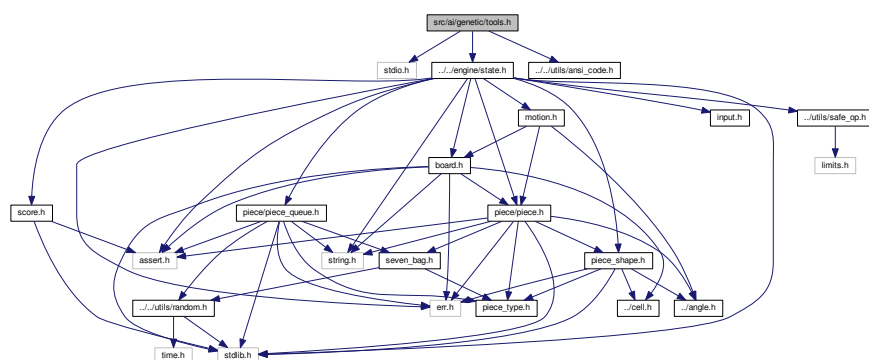 src/ai/genetic/tools.h
stdio.h
../../engine/state.h
../../utils/ansi_code.h
motion.h
input.h
../utils/safe_op.h
board.h
limits.h
score.h
piece/piece_queue.h
piece/piece.h
assert.h
string.h
seven_bag.h
piece_shape.h
../../utils/random.h
err.h
piece_type.h
../cell.h
../angle.h
time.h
stdlib.h